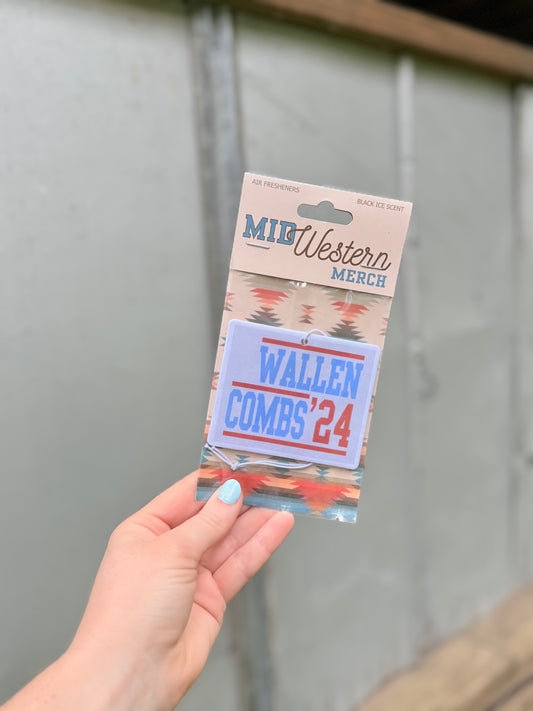 AIR FRESHENERS
BLACK ICE SCENT
MID Western
MERCH
WALLEN
COMBS '24